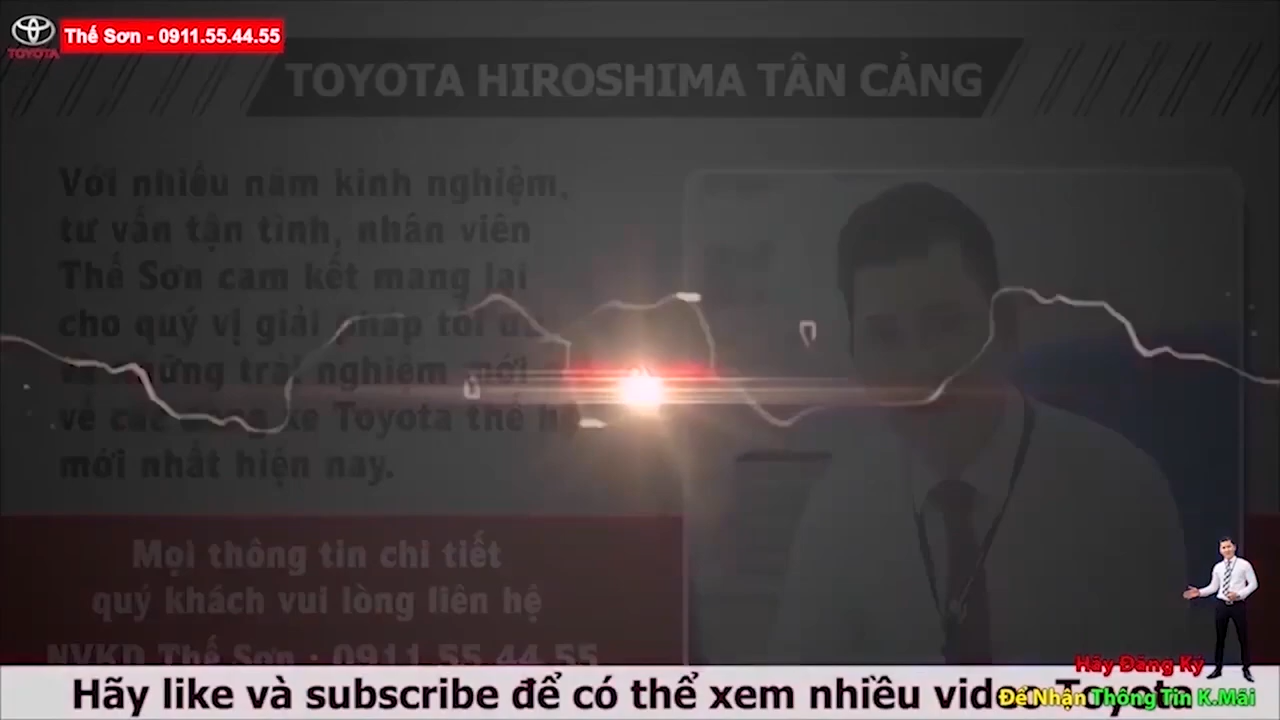 TOYOTA
Thế Sơn - 0911.55.44.55
TOYOTA HIROSHIMA TÂN CẢNG
Với nhiều năm kinh nghiệm,
tư vấn tận tình, nhân viên
Thế Sơn cam kết mang lại
cho quý vị giải pháp tối
những trải nghiệm mới
về các xe Toyota thế hệ
mới nhất hiện nay.
Mọi thông tin chi tiết
quý khách vui lòng liên hệ
NVKD Thế Sơn : 0911.55.44.55
Hãy Đăng Ký
Để Nhận Thông Tin K.Mãi
Hãy like và subscribe để có thể xem nhiều video Toyota